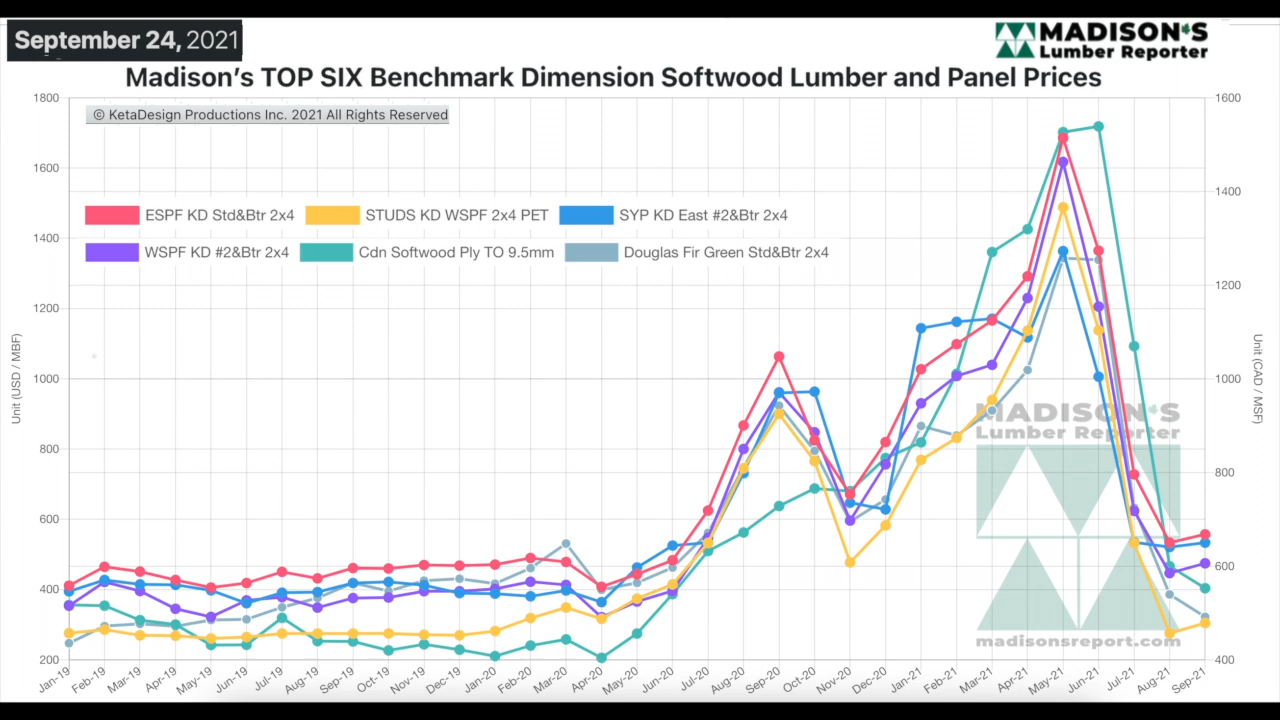 September 24, 2021
MADISON'S
Lumber Reporter
Madison's TOP SIX Benchmark Dimension Softwood Lumber and Panel Prices
© KetaDesign Productions Inc. 2021 All Rights Reserved
ESPF KD Std&Btr 2x4
STUDS KD WSPF 2x4 PET
SYP KD East #2&Btr 2x4
WSPF KD #2&Btr 2x4
Cdn Softwood Ply TO 9.5mm
Douglas Fir Green Std&Btr 2x4
Unit (USD / MBF)
1800
1600
1400
1200
1000
800
600
400
200
Unit (CAD / MSF)
1600
1400
1200
1000
800
600
400
MADISON'S
Lumber Reporter
madisonsreport.com
Jan-19
Feb-19
Mar-19
Apr-19
May-19
Jun-19
Jul-19
Aug-19
Sep-19
Oct-19
Nov-19
Dec-19
Jan-20
Feb-20
Mar-20
Apr-20
May-20
Jun-20
Jul-20
Aug-20
Sep-20
Oct-20
Nov-20
Dec-20
Jan-21
Feb-21
Mar-21
Apr-21
May-21
Jun-21
Jul-21
Aug-21
Sep-21